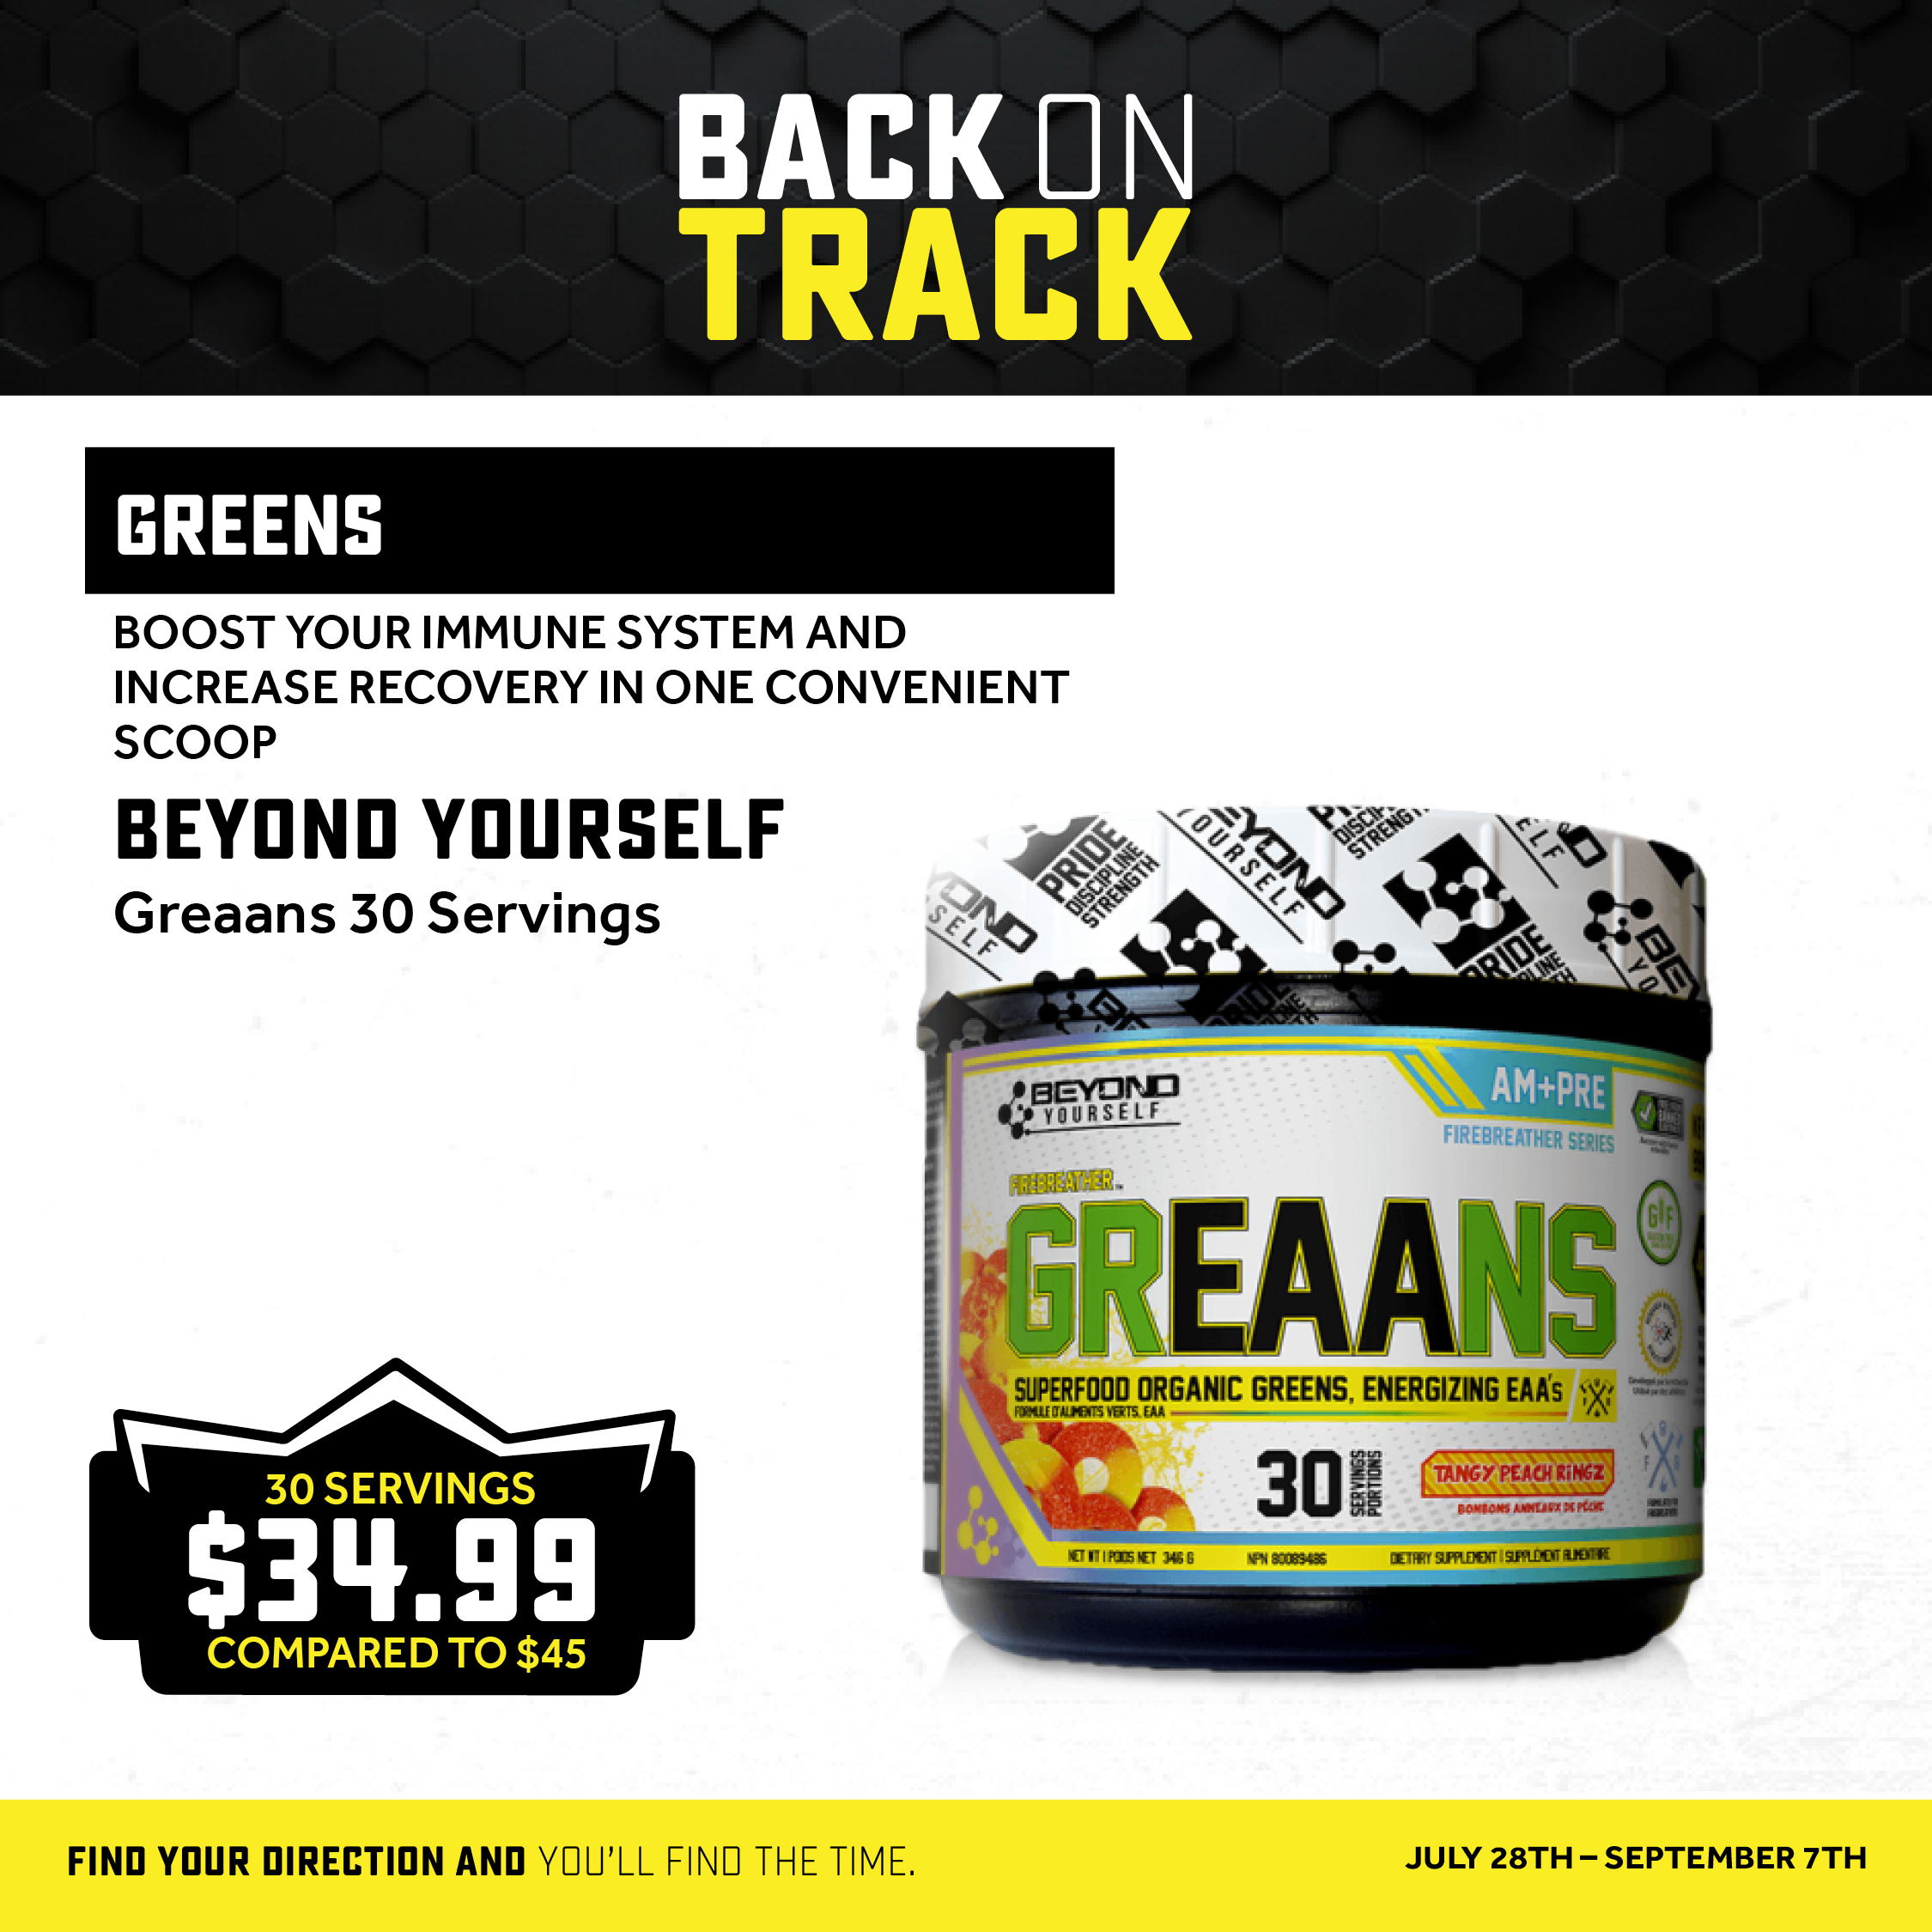 BACK ON
TRACK
GREENS
BOOST YOUR IMMUNE SYSTEM AND
INCREASE RECOVERY IN ONE CONVENIENT
SCOOP
BEYOND YOURSELF
Greaans 30 Servings
PRIDE
DISCIPLINE
STRENGTH
BEYOND
YOURSELF
AM+PRE
FIREBREATHER SERIES
FIREBREATHER™
GREAANS
SUPERFOOD ORGANIC GREENS, ENERGIZING EAA's
FORMULE D'ALIMENTS VERTS, EAA
30 SERVINGS PORTIONS
TANGY PEACH RINGZ
BONBONS ANNEAUX DE PÊCHE
NET WT | POIDS NET 346 G NPN 80089486 DIETARY SUPPLEMENT | SUPPLÉMENT ALIMENTAIRE
GF
30 SERVINGS
$34.99
COMPARED TO $45
FIND YOUR DIRECTION AND YOU'LL FIND THE TIME.
JULY 28TH – SEPTEMBER 7TH